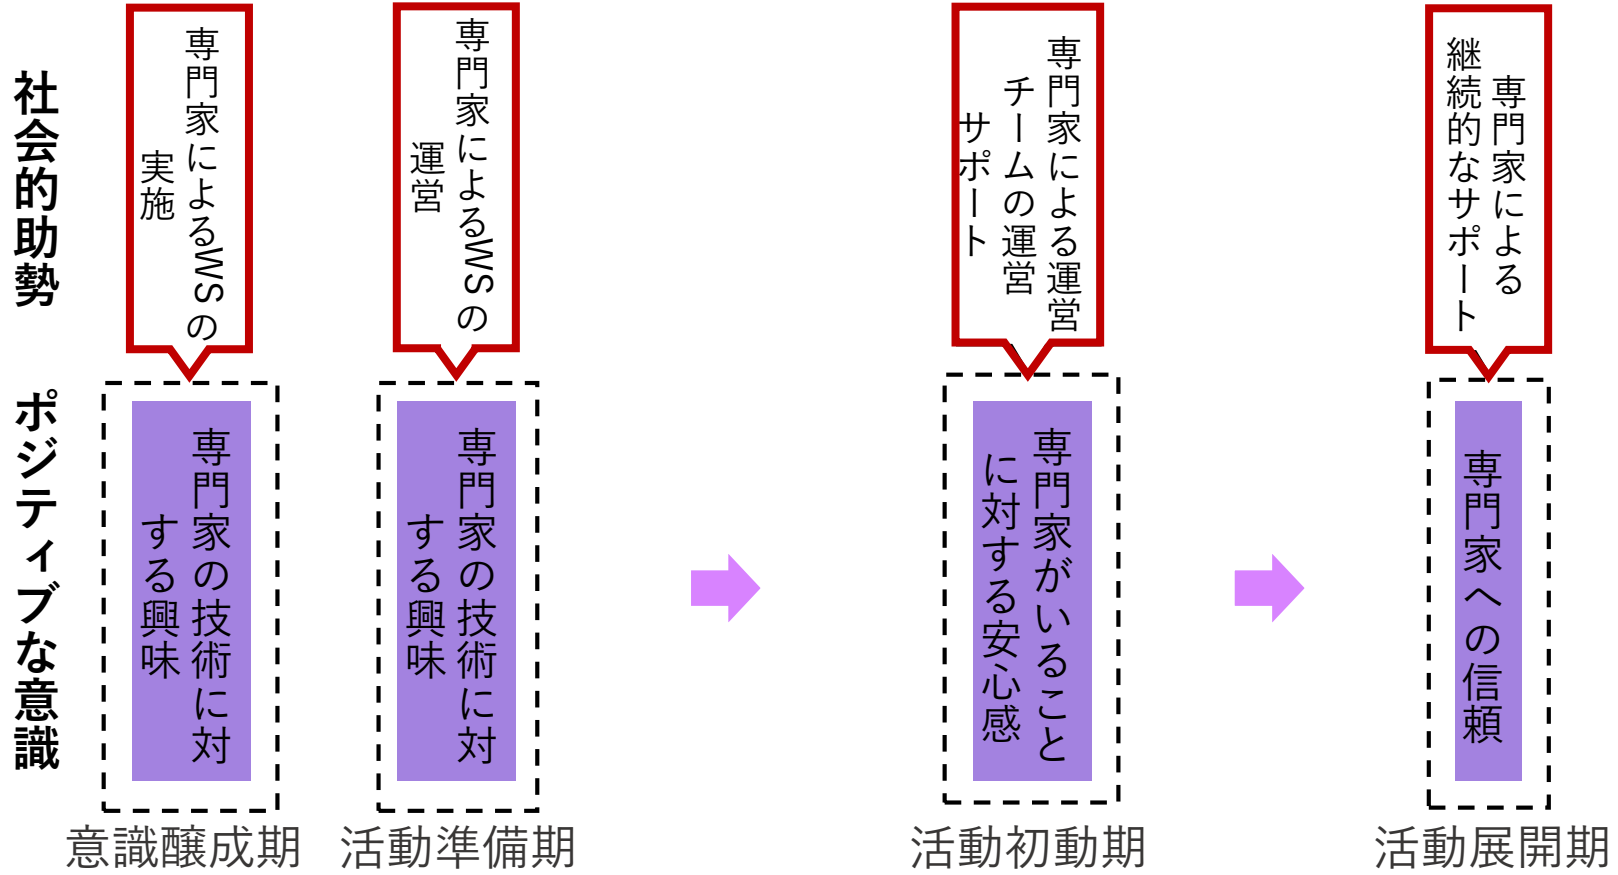 社会的助勢
専門家によるWSの
実施
専門家によるWSの
運営
専門家による運営
チームの運営
サポート
専門家による
継続的なサポート
ポジティブな意識
専門家の技術に対
する興味
専門家の技術に対
する興味
専門家がいること
に対する安心感
専門家への信頼
意識醸成期
活動準備期
活動初動期
活動展開期